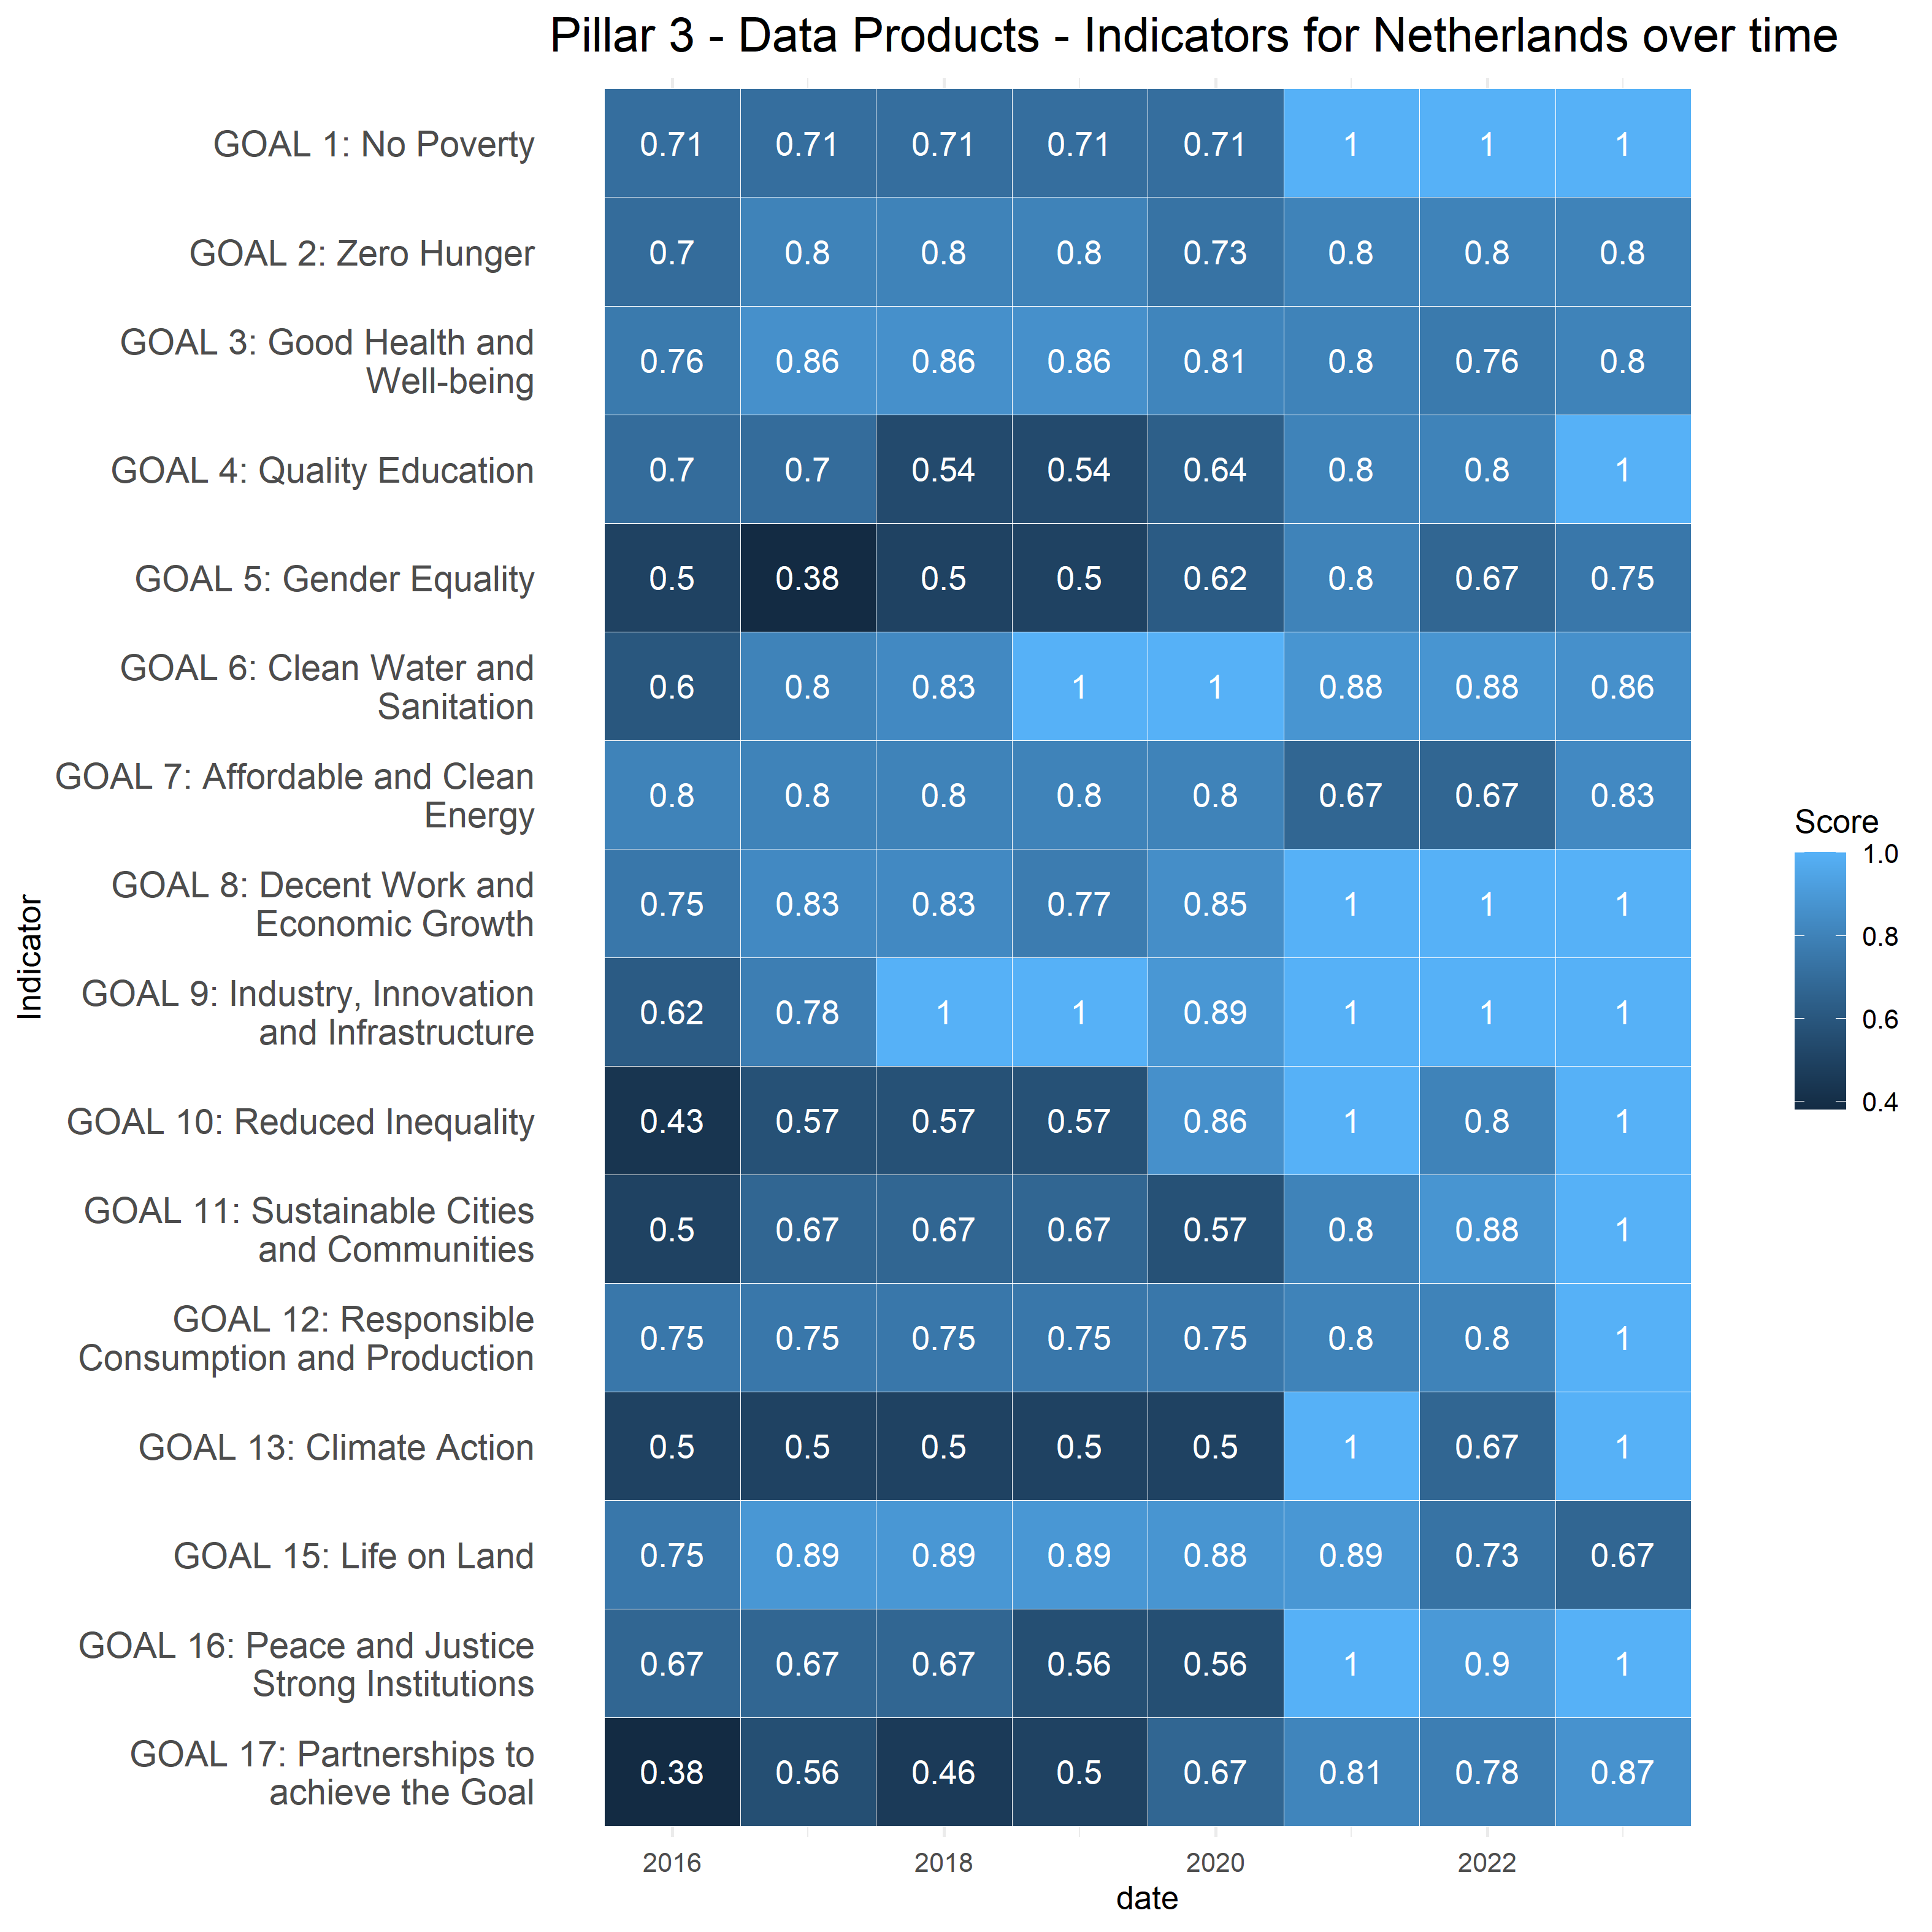 Pillar 3 - Data Products - Indicators for Netherlands over time
Indicator
GOAL 1: No Poverty
0.71 0.71 0.71 0.71 0.71 1 1 1
GOAL 2: Zero Hunger
0.7 0.8 0.8 0.8 0.73 0.8 0.8 0.8
GOAL 3: Good Health and
Well-being
0.76 0.86 0.86 0.86 0.81 0.8 0.76 0.8
GOAL 4: Quality Education
0.7 0.7 0.54 0.54 0.64 0.8 0.8 1
GOAL 5: Gender Equality
0.5 0.38 0.5 0.5 0.62 0.8 0.67 0.75
GOAL 6: Clean Water and
Sanitation
0.6 0.8 0.83 1 1 0.88 0.88 0.86
GOAL 7: Affordable and Clean
Energy
0.8 0.8 0.8 0.8 0.8 0.67 0.67 0.83
GOAL 8: Decent Work and
Economic Growth
0.75 0.83 0.83 0.77 0.85 1 1 1
GOAL 9: Industry, Innovation
and Infrastructure
0.62 0.78 1 1 0.89 1 1 1
GOAL 10: Reduced Inequality
0.43 0.57 0.57 0.57 0.86 1 0.8 1
GOAL 11: Sustainable Cities
and Communities
0.5 0.67 0.67 0.67 0.57 0.8 0.88 1
GOAL 12: Responsible
Consumption and Production
0.75 0.75 0.75 0.75 0.75 0.8 0.8 1
GOAL 13: Climate Action
0.5 0.5 0.5 0.5 0.5 1 0.67 1
GOAL 15: Life on Land
0.75 0.89 0.89 0.89 0.88 0.89 0.73 0.67
GOAL 16: Peace and Justice
Strong Institutions
0.67 0.67 0.67 0.56 0.56 1 0.9 1
GOAL 17: Partnerships to
achieve the Goal
0.38 0.56 0.46 0.5 0.67 0.81 0.78 0.87
2016 2018 2020 2022
date
Score
1.0
0.8
0.6
0.4